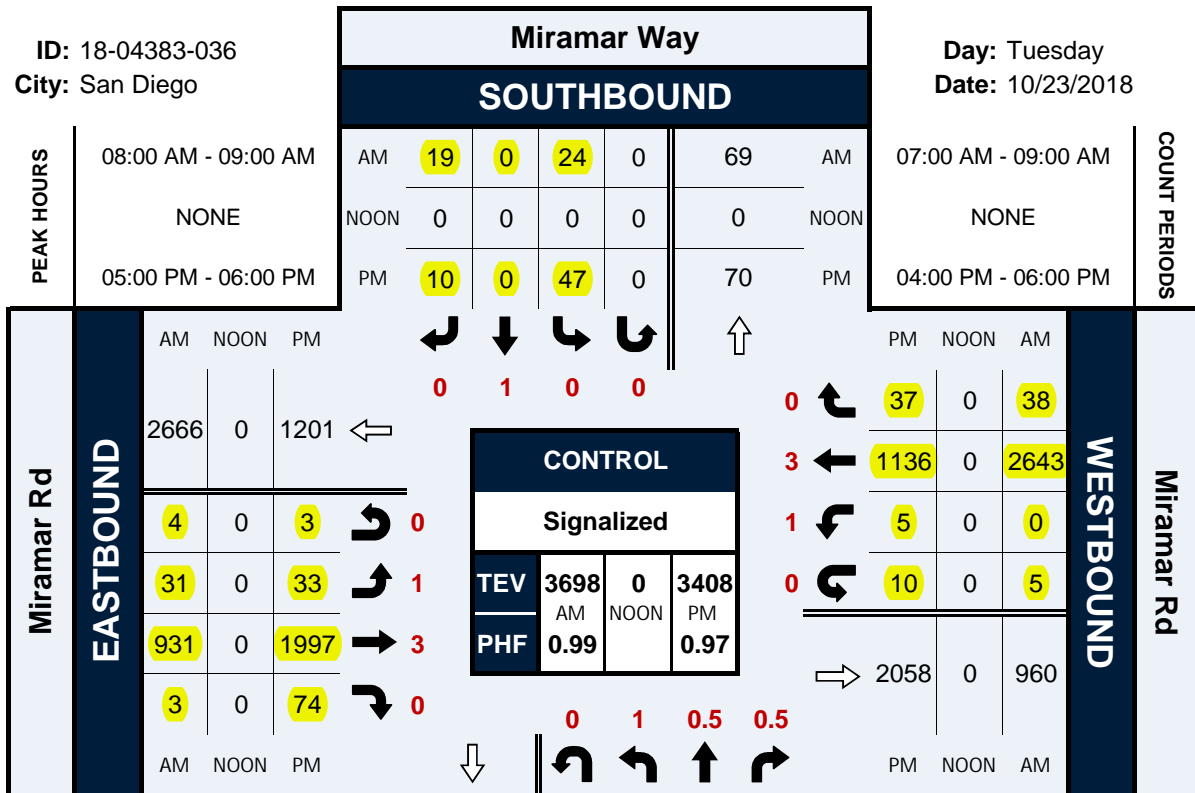 Miramar Way
ID: 18-04383-036
Day: Tuesday
City: San Diego
Date: 10/23/2018
SOUTHBOUND
PEAK HOURS
08:00 AM - 09:00 AM
NONE
05:00 PM - 06:00 PM
AM 19 0 24 0 69 AM
NOON 0 0 0 0 0 NOON
PM 10 0 47 0 70 PM
07:00 AM - 09:00 AM
NONE
04:00 PM - 06:00 PM
COUNT PERIODS
0 1 0 0
Miramar Rd
EASTBOUND
AM NOON PM
2666 0 1201
4 0 3 0
31 0 33 1
931 0 1997 3
3 0 74 0
AM NOON PM
CONTROL
Signalized
TEV 3698 0 3408
AM NOON PM
PHF 0.99 0.97
0 1 0.5 0.5
PM NOON AM
0 37 0 38
3 1136 0 2643
1 5 0 0
0 10 0 5
2058 0 960
PM NOON AM
WESTBOUND
Miramar Rd